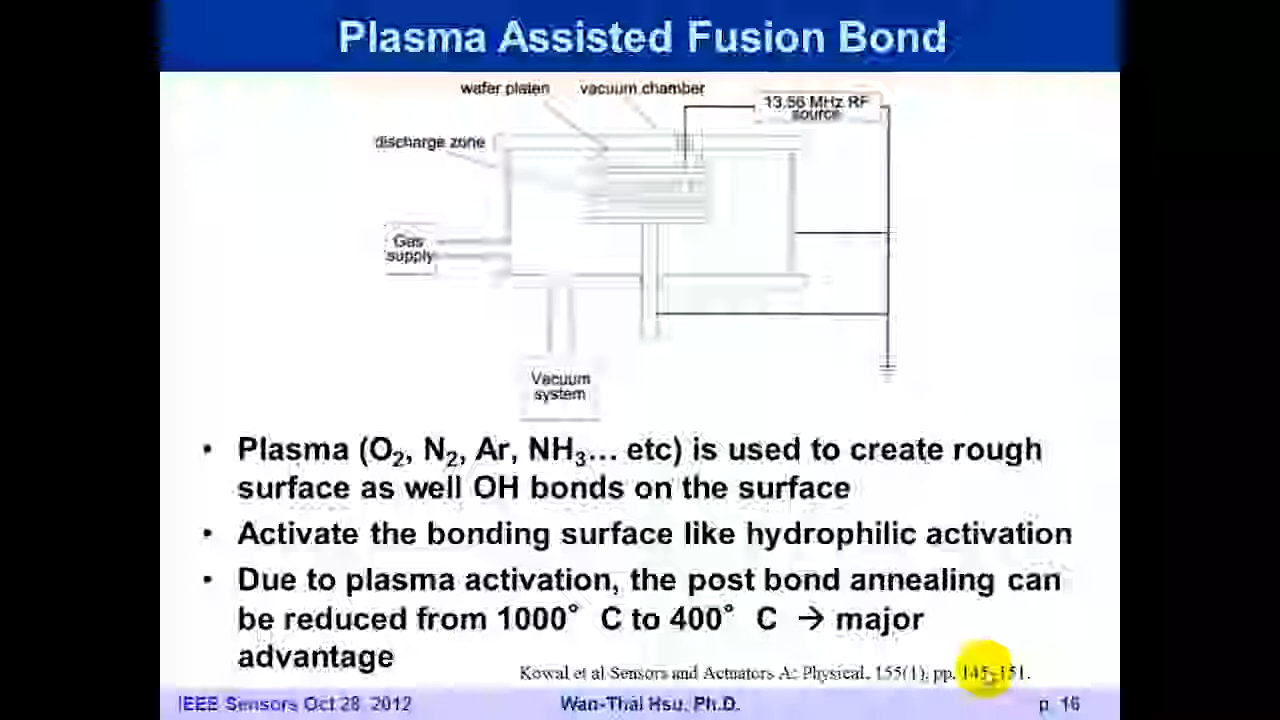 Plasma Assisted Fusion Bond
wafer platen
vacuum chamber
13.56 MHz RF
source
discharge zone
Gas
supply
Vacuum
system
• Plasma (O₂, N₂, Ar, NH₃… etc) is used to create rough
surface as well OH bonds on the surface
• Activate the bonding surface like hydrophilic activation
• Due to plasma activation, the post bond annealing can
be reduced from 1000° C to 400° C → major
advantage
Kowal et al Sensors and Actuators A: Physical, 155(1), pp. 145-151.
IEEE Sensors Oct 28, 2012
Wan-Thai Hsu, Ph.D.
p. 16